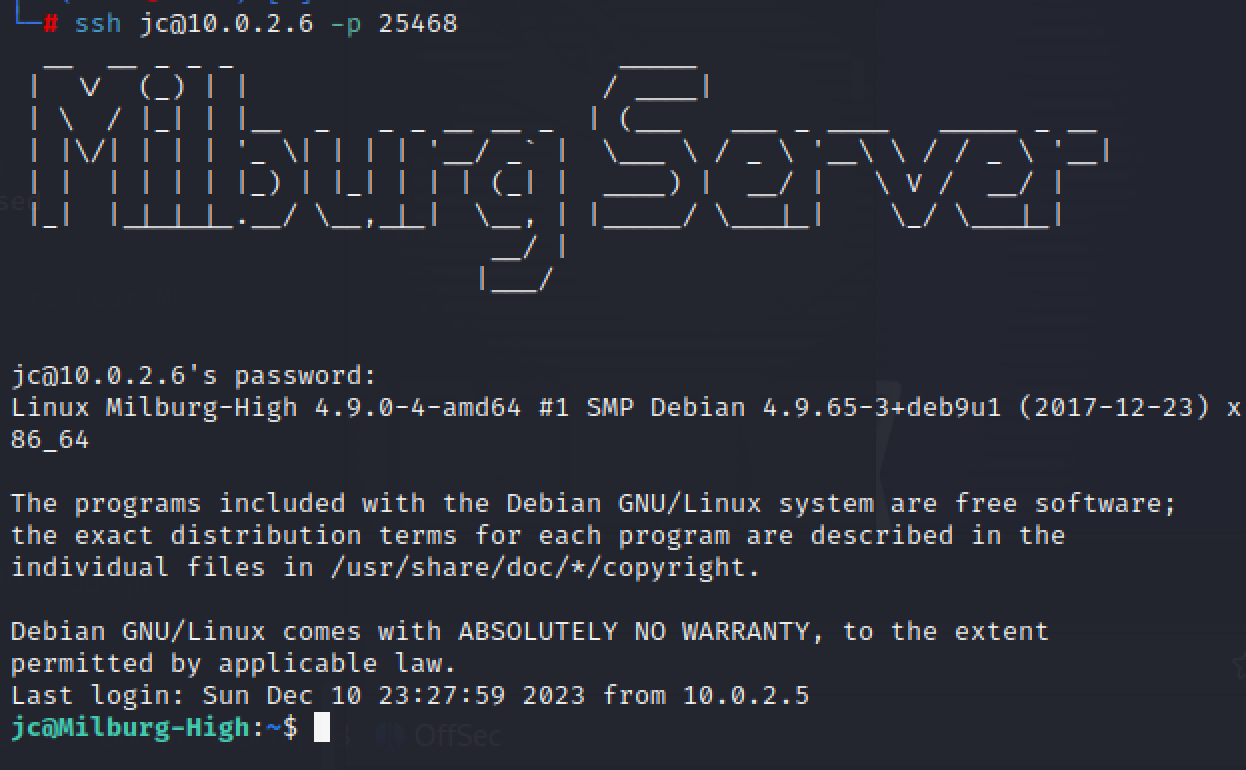 └─# ssh jc@10.0.2.6 -p 25468
Milburg Server
jc@10.0.2.6's password:
Linux Milburg-High 4.9.0-4-amd64 #1 SMP Debian 4.9.65-3+deb9u1 (2017-12-23) x
86_64
The programs included with the Debian GNU/Linux system are free software;
the exact distribution terms for each program are described in the
individual files in /usr/share/doc/*/copyright.
Debian GNU/Linux comes with ABSOLUTELY NO WARRANTY, to the extent
permitted by applicable law.
Last login: Sun Dec 10 23:27:59 2023 from 10.0.2.5
jc@Milburg-High:~$
OffSec